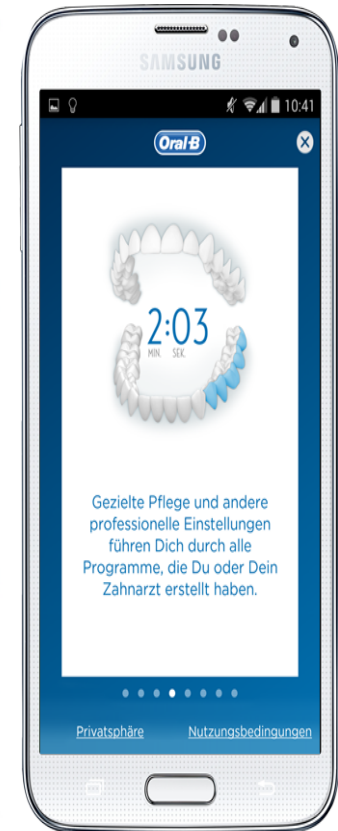 SAMSUNG
10:41
Oral-B
2:03
MIN. SEK.
Gezielte Pflege und andere
professionelle Einstellungen
führen Dich durch alle
Programme, die Du oder Dein
Zahnarzt erstellt haben.
Privatsphäre Nutzungsbedingungen